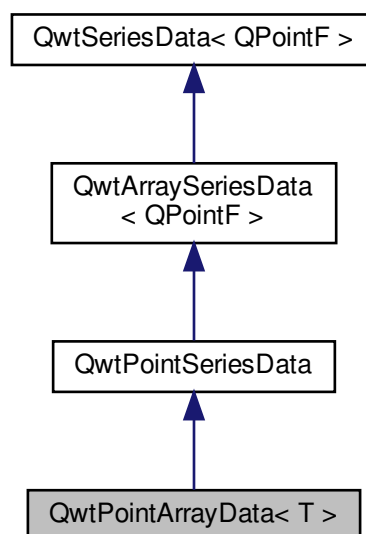 QwtSeriesData< QPointF >
QwtArraySeriesData
< QPointF >
QwtPointSeriesData
QwtPointArrayData< T >